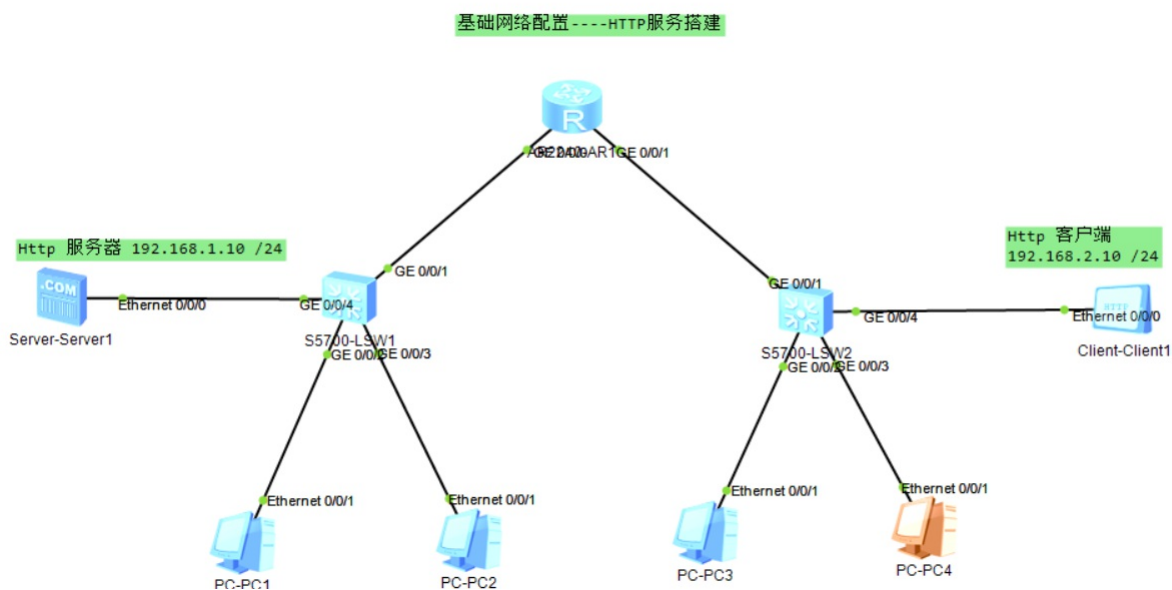 基础网络配置----HTTP服务搭建
GE 0/0/1
Http 服务器 192.168.1.10 /24
Http 客户端
192.168.2.10 /24
GE 0/0/1
GE 0/0/1
Ethernet 0/0/0
GE 0/0/4
GE 0/0/4
Ethernet 0/0/0
Server-Server1
S5700-LSW1
S5700-LSW2
Client-Client1
GE 0/0/3
GE 0/0/3
Ethernet 0/0/1
Ethernet 0/0/1
Ethernet 0/0/1
Ethernet 0/0/1
PC-PC1
PC-PC2
PC-PC3
PC-PC4